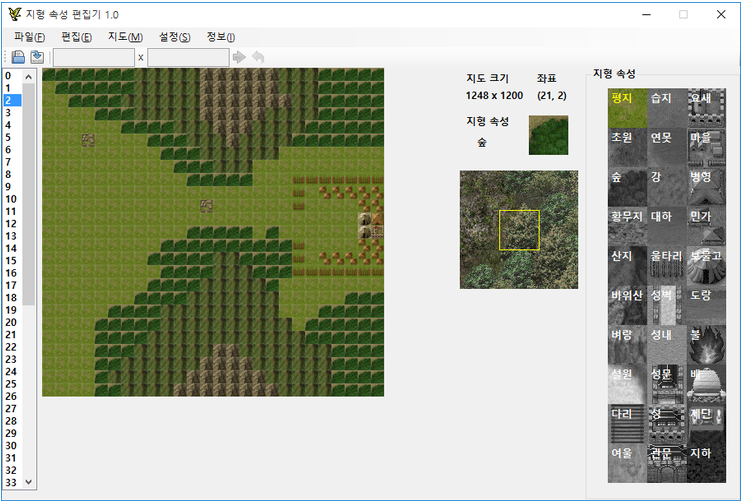 지형 속성 편집기 1.0
파일(F) 편집(E) 지도(M) 설정(S) 정보(I)
x
0
1
2
3
4
5
6
7
8
9
10
11
12
13
14
15
16
17
18
19
20
21
22
23
24
25
26
27
28
29
30
31
32
33
지도 크기 좌표
1248 x 1200 (21, 2)
지형 속성
숲
지형 속성
평지 습지 요새
초원 연못 마을
숲 강 병영
황무지 대하 민가
산지 울타리 보물고
바위산 성벽 도랑
벼랑 성내 불
설원 성문 배
다리 성 제단
여울 관문 지하